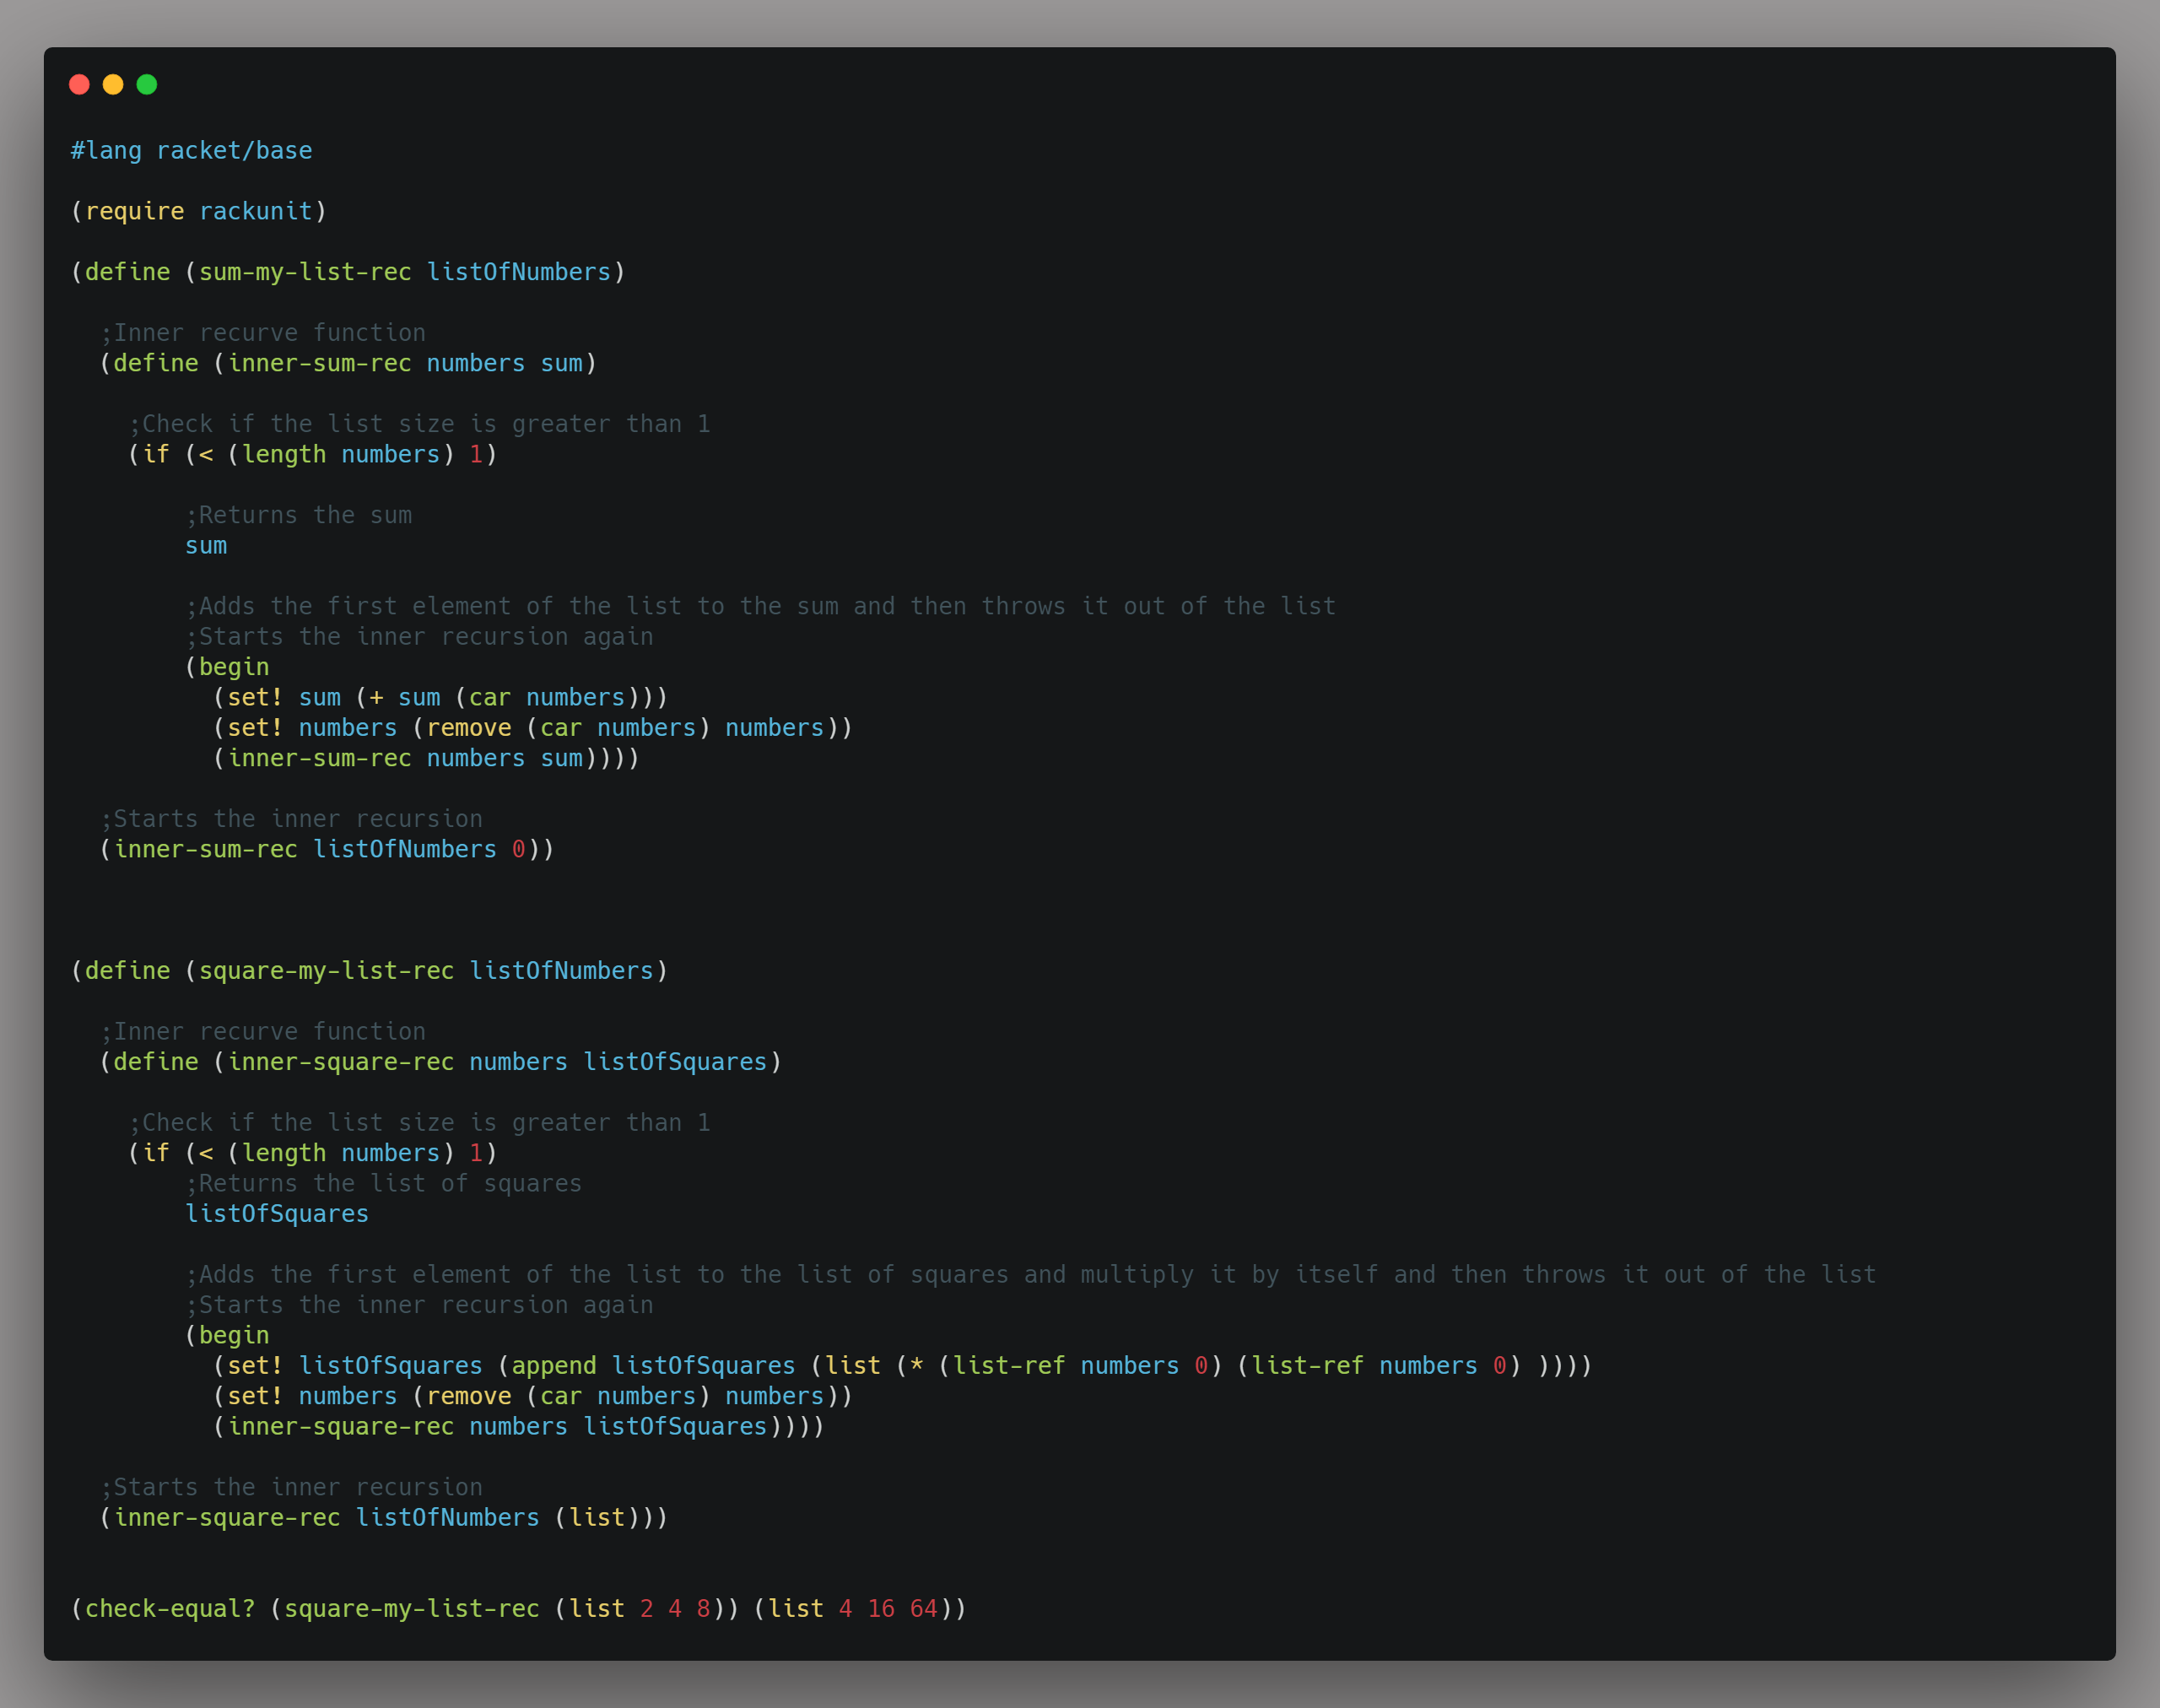 #lang racket/base
(require rackunit)
(define (sum-my-list-rec listOfNumbers)
;Inner recurve function
(define (inner-sum-rec numbers sum)
;Check if the list size is greater than 1
(if (< (length numbers) 1)
;Returns the sum
sum
;Adds the first element of the list to the sum and then throws it out of the list
;Starts the inner recursion again
(begin
(set! sum (+ sum (car numbers)))
(set! numbers (remove (car numbers) numbers))
(inner-sum-rec numbers sum))))
;Starts the inner recursion
(inner-sum-rec listOfNumbers 0))
(define (square-my-list-rec listOfNumbers)
;Inner recurve function
(define (inner-square-rec numbers listOfSquares)
;Check if the list size is greater than 1
(if (< (length numbers) 1)
;Returns the list of squares
listOfSquares
;Adds the first element of the list to the list of squares and multiply it by itself and then throws it out of the list
;Starts the inner recursion again
(begin
(set! listOfSquares (append listOfSquares (list (* (list-ref numbers 0) (list-ref numbers 0) ))))
(set! numbers (remove (car numbers) numbers))
(inner-square-rec numbers listOfSquares))))
;Starts the inner recursion
(inner-square-rec listOfNumbers (list)))
(check-equal? (square-my-list-rec (list 2 4 8)) (list 4 16 64))